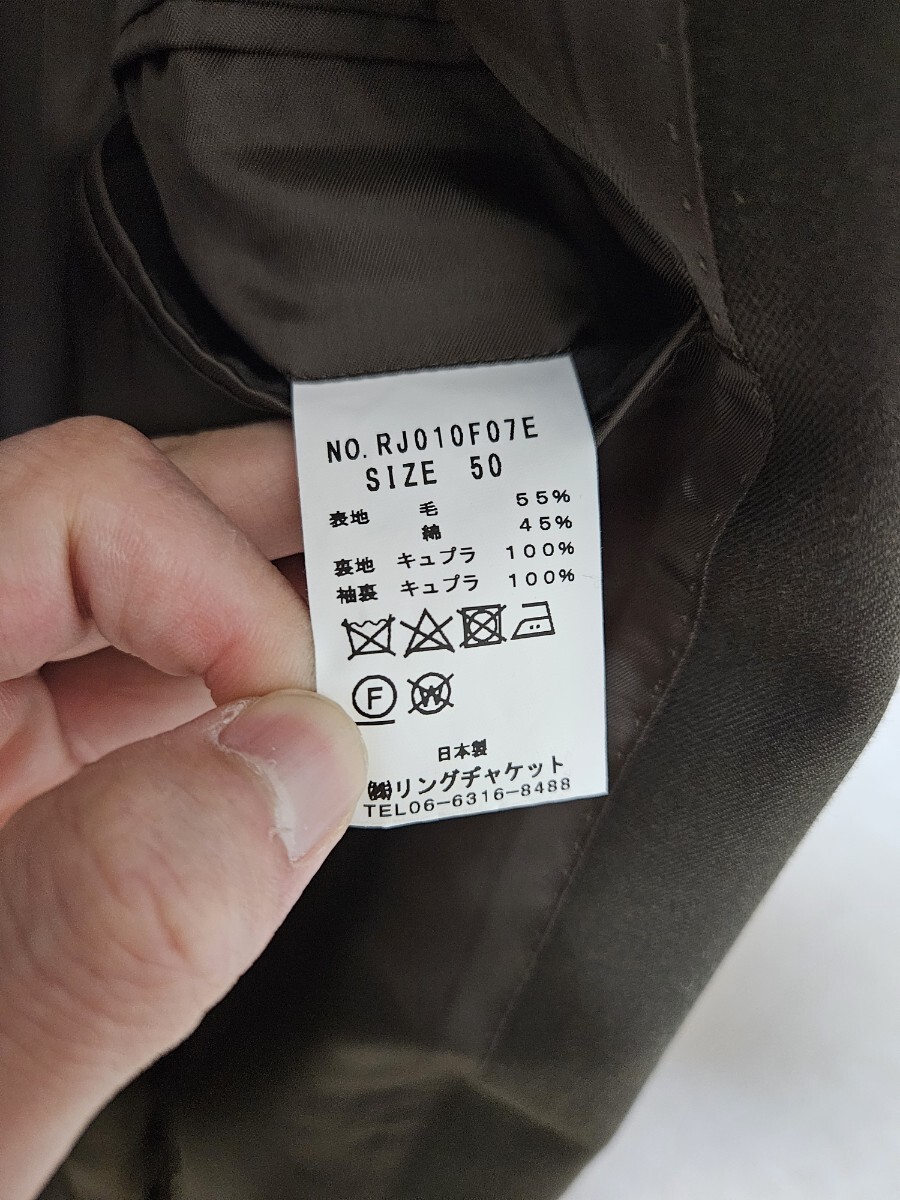 NO. RJ010F07E
SIZE 50
表地 毛 55%
綿 45%
裏地 キュプラ 100%
袖裏 キュプラ 100%
F W
日本製
㈱リングヂャケット
TEL06-6316-8488